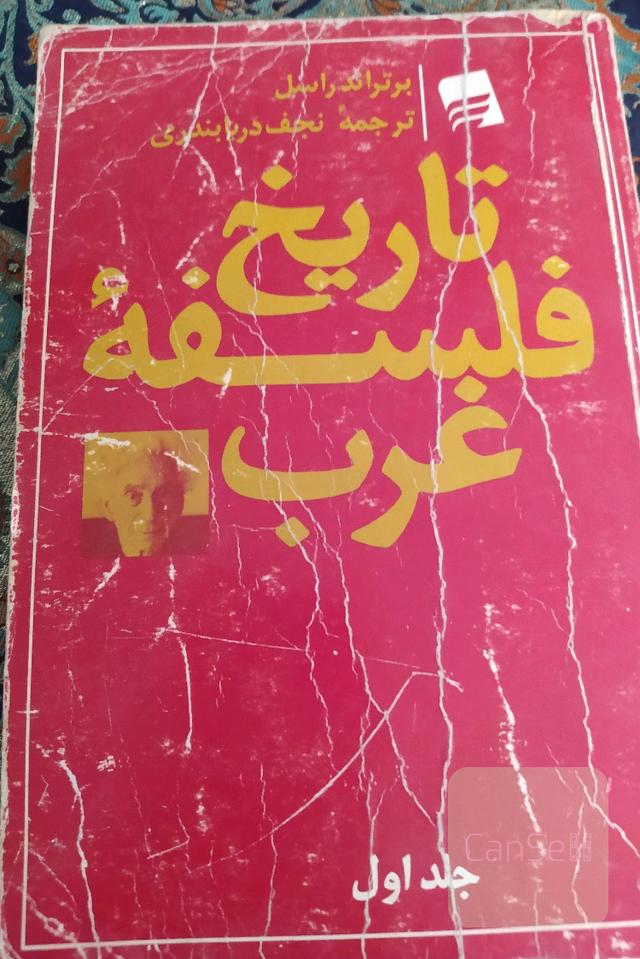 برتراند راسل
ترجمهٔ نجف دریابندری
تاریخ
فلسفهٔ
غرب
جلد اول
CanSell